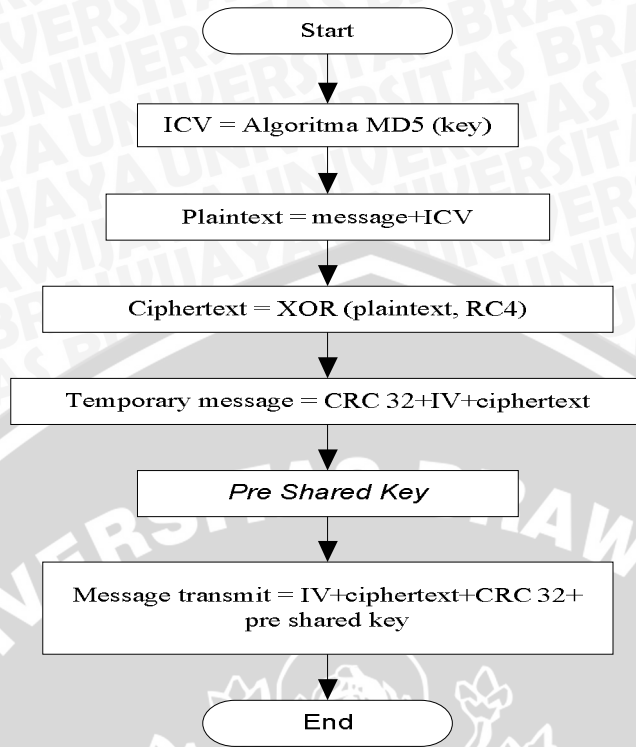 Start
ICV = Algoritma MD5 (key)
Plaintext = message+ICV
Ciphertext = XOR (plaintext, RC4)
Temporary message = CRC 32+IV+ciphertext
Pre Shared Key
Message transmit = IV+ciphertext+CRC 32+
pre shared key
End